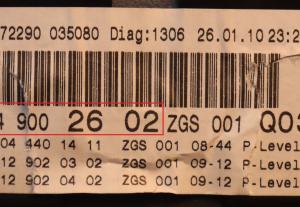 72290 035080 Diag:1306 26.01.10 23:2
4 900 26 02 ZGS 001 Q03
04 440 14 11 ZGS 001 08-44 P-Level
12 902 03 02 ZGS 001 09-12 P-Level
12 902 04 02 ZGS 001 09-12 P-Level